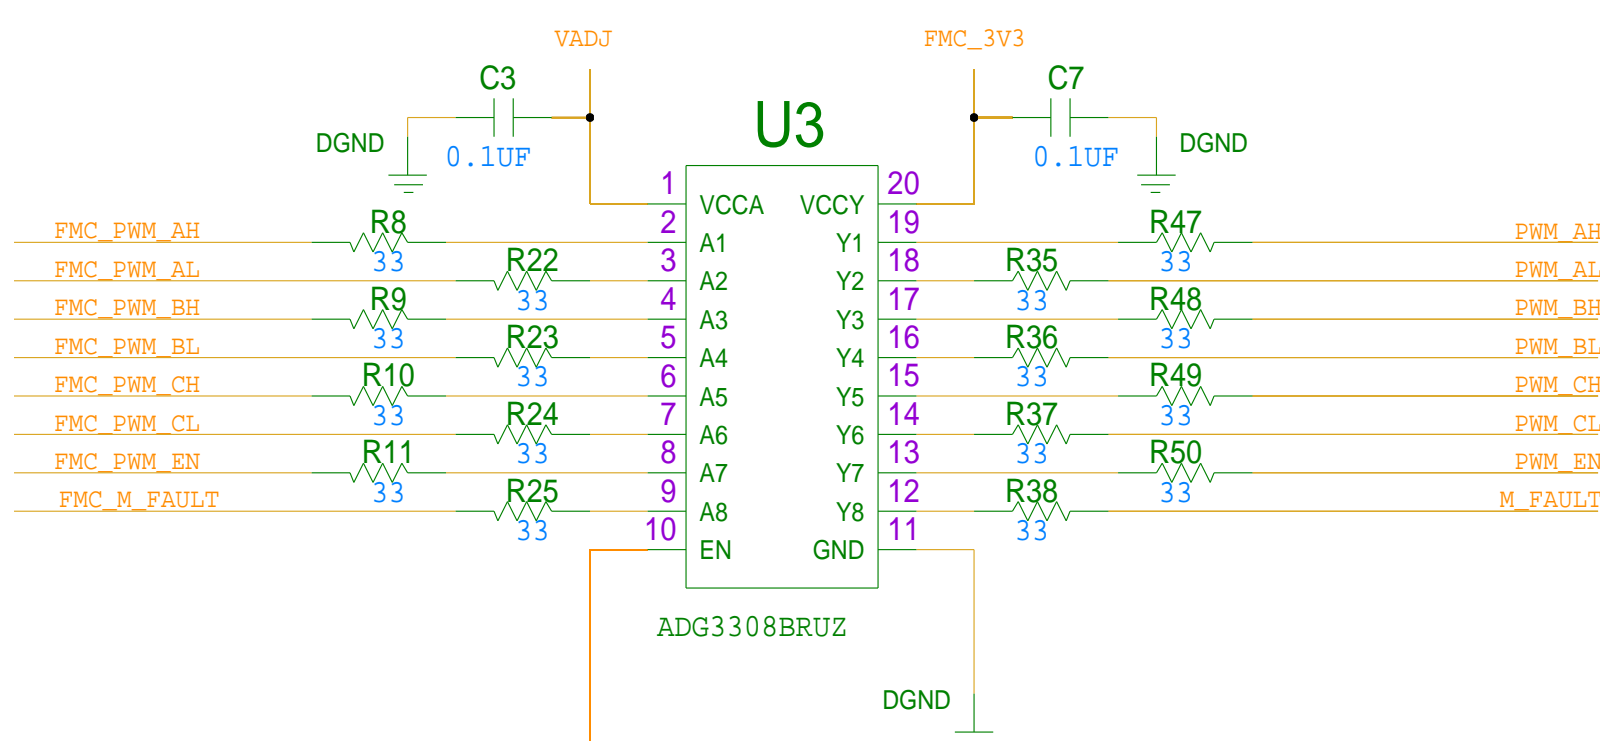 VADJ FMC_3V3
C3 C7
U3
DGND DGND
0.1UF 0.1UF
1 20
VCCA VCCY
FMC_PWM_AH R8 2 19 R47 PWM_AH
33 A1 Y1 33
FMC_PWM_AL R22 3 18 R35 PWM_AL
33 A2 Y2 33
FMC_PWM_BH R9 4 17 R48 PWM_BH
33 A3 Y3 33
FMC_PWM_BL R23 5 16 R36 PWM_BL
33 A4 Y4 33
FMC_PWM_CH R10 6 15 R49 PWM_CH
33 A5 Y5 33
FMC_PWM_CL R24 7 14 R37 PWM_CL
33 A6 Y6 33
FMC_PWM_EN R11 8 13 R50 PWM_EN
33 A7 Y7 33
FMC_M_FAULT R25 9 12 R38 M_FAULT
33 A8 Y8 33
10 11
EN GND
ADG3308BRUZ
DGND